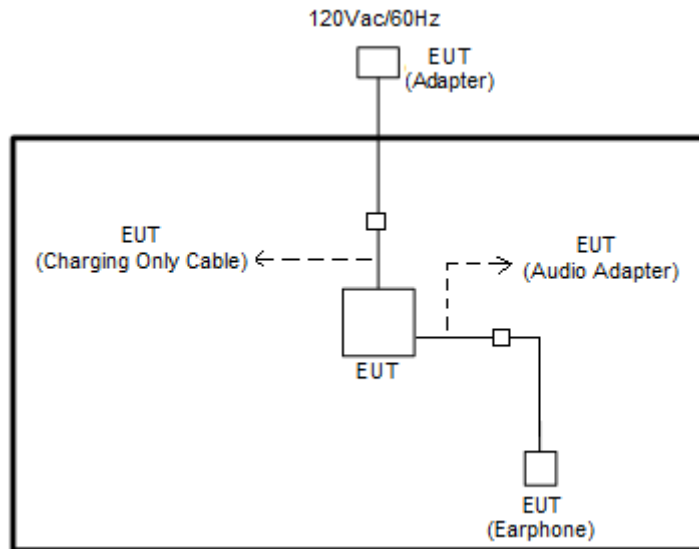 120Vac/60Hz
EUT
(Adapter)
EUT
(Charging Only Cable)
EUT
(Audio Adapter)
EUT
EUT
(Earphone)